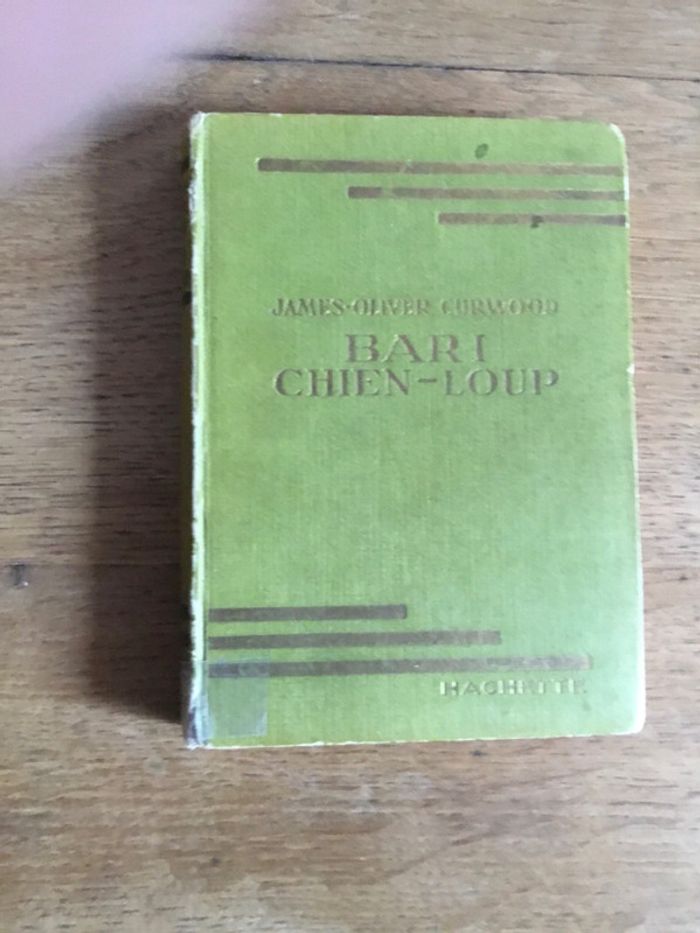 JAMES-OLIVER CURWOOD
BARI
CHIEN-LOUP
HACHETTE